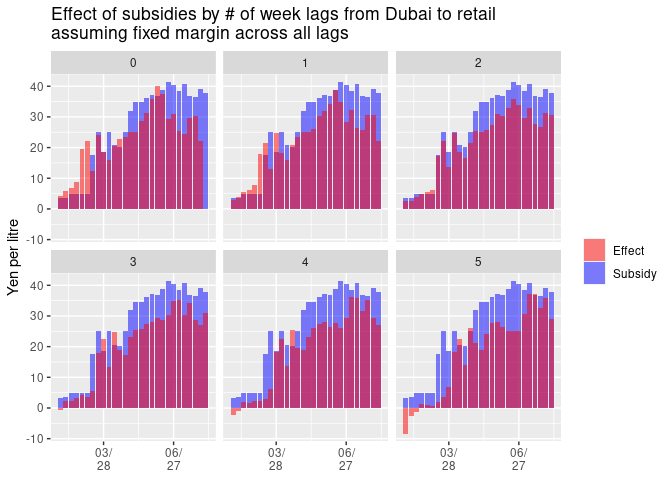 Effect of subsidies by # of week lags from Dubai to retail
assuming fixed margin across all lags
0 1 2
40
30
20
10
0
-10
3 4 5
40
30
20
10
0
-10
03/ 06/ 03/ 06/ 03/ 06/
28 27 28 27 28 27
Yen per litre
Effect
Subsidy